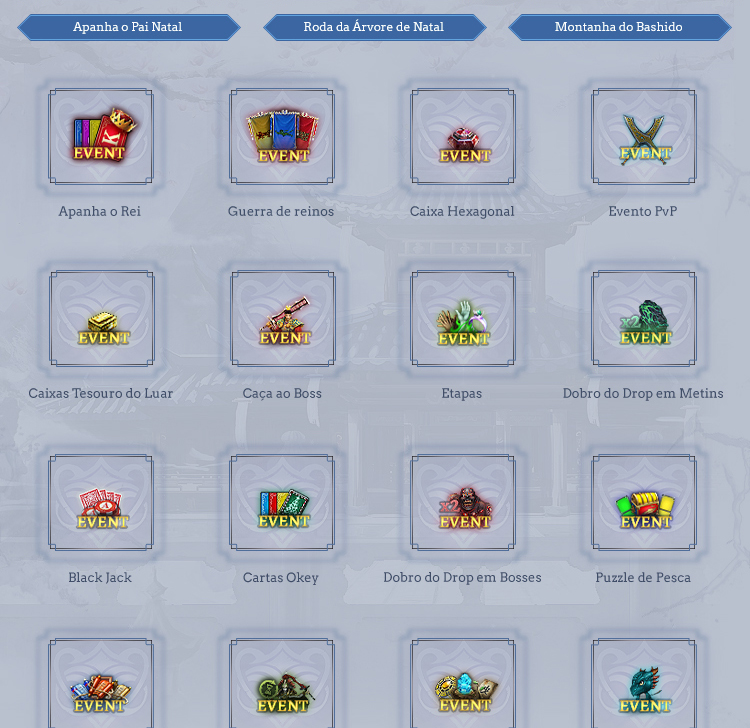 Apanha o Pai Natal
Roda da Árvore de Natal
Montanha do Bashido
EVENT
EVENT
EVENT
EVENT
Apanha o Rei
Guerra de reinos
Caixa Hexagonal
Evento PvP
EVENT
EVENT
EVENT
x2
EVENT
Caixas Tesouro do Luar
Caça ao Boss
Etapas
Dobro do Drop em Metins
EVENT
EVENT
x2
EVENT
EVENT
Black Jack
Cartas Okey
Dobro do Drop em Bosses
Puzzle de Pesca
EVENT
EVENT
EVENT
EVENT